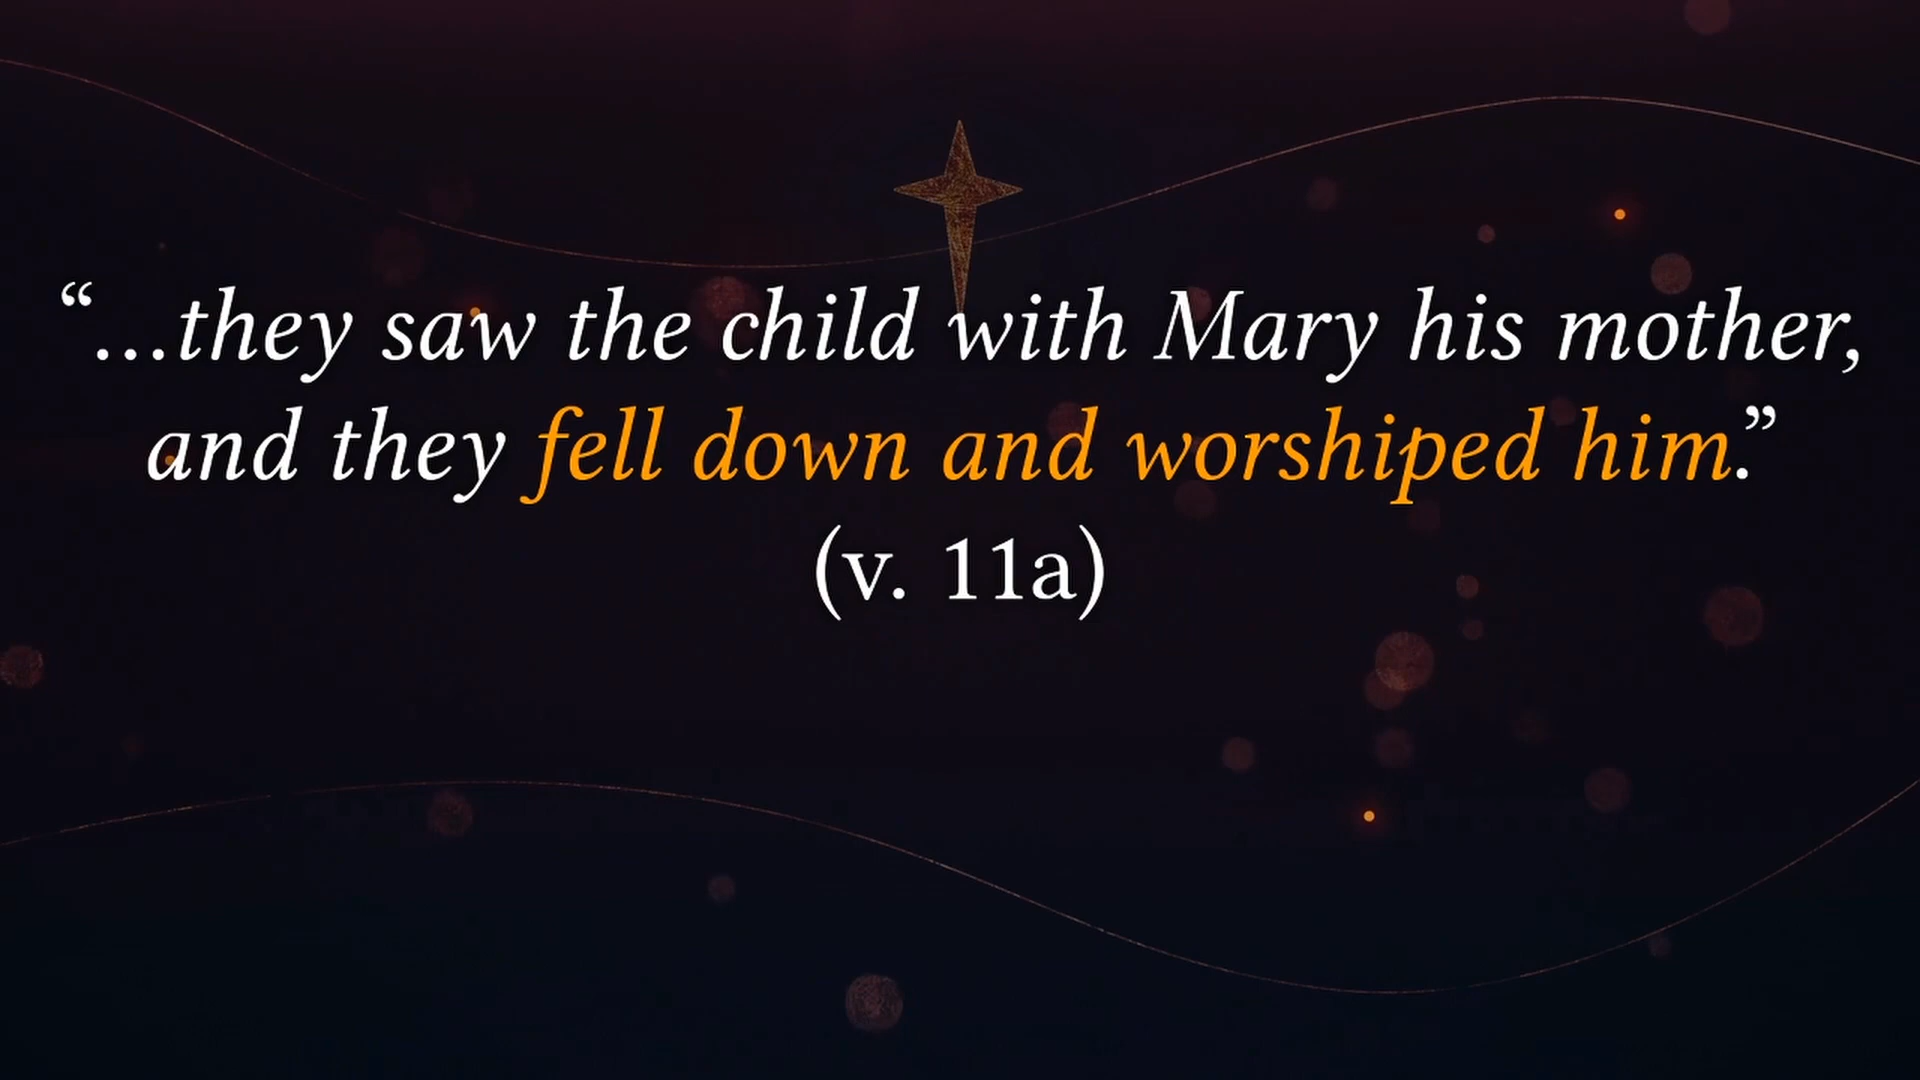 “…they saw the child with Mary his mother,
and they fell down and worshiped him.”
(v. 11a)